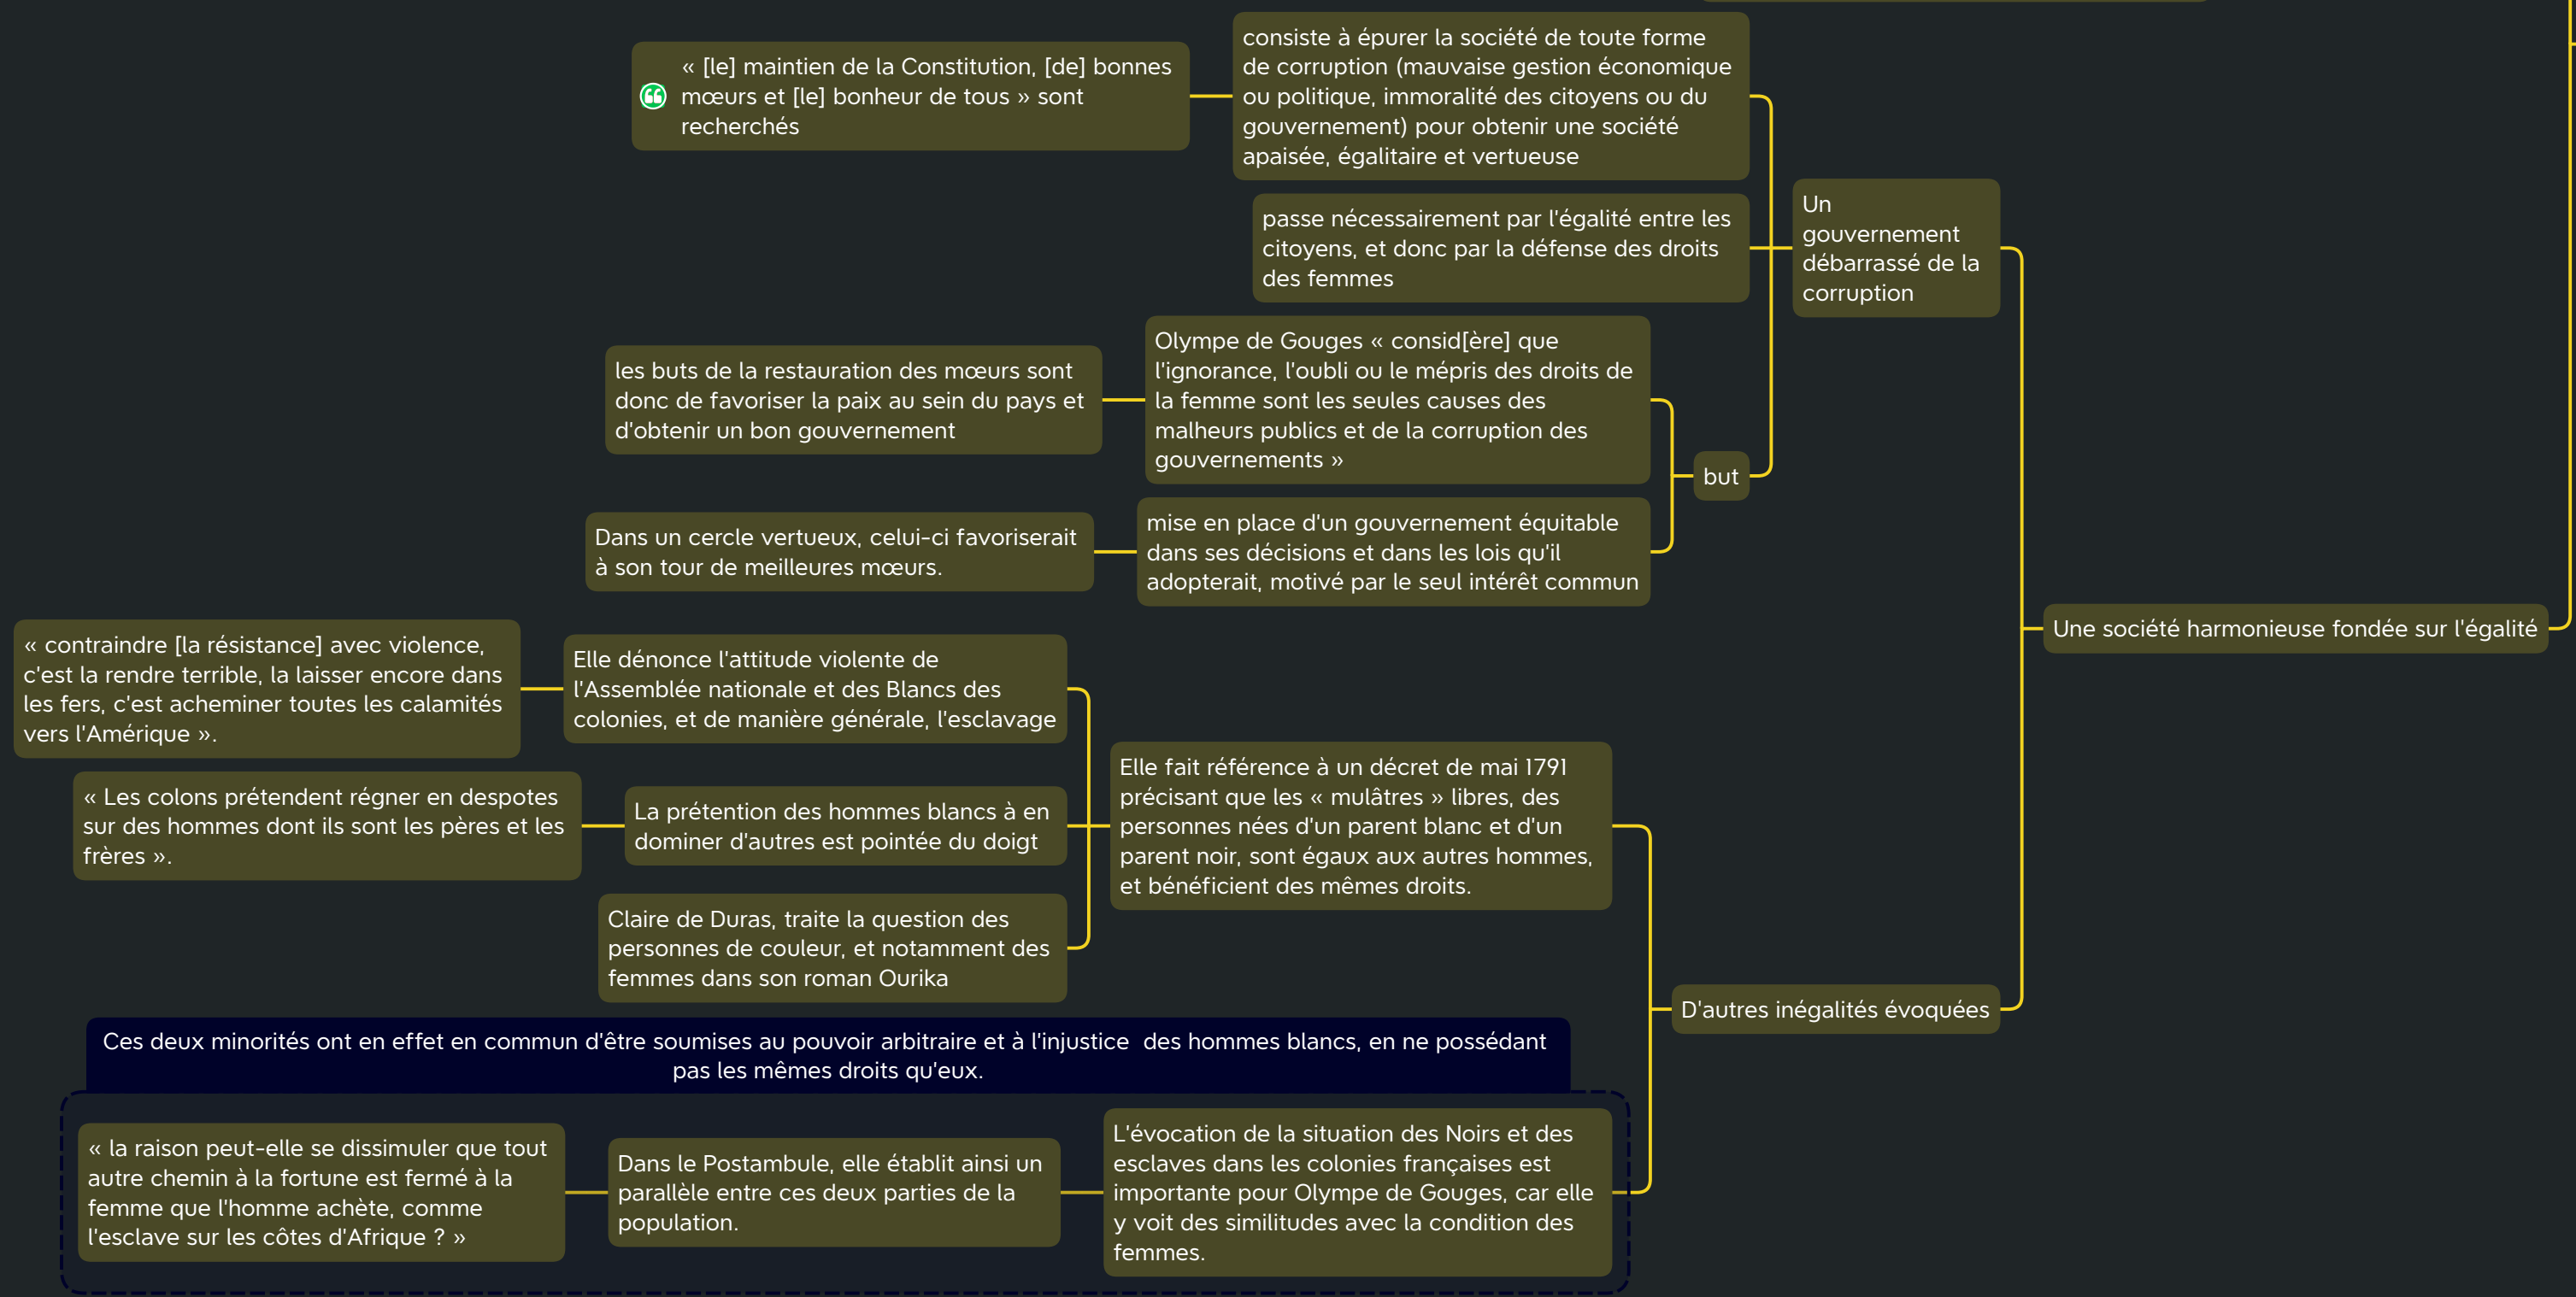 « [le] maintien de la Constitution, [de] bonnes
mœurs et [le] bonheur de tous » sont
recherchés
consiste à épurer la société de toute forme
de corruption (mauvaise gestion économique
ou politique, immoralité des citoyens ou du
gouvernement) pour obtenir une société
apaisée, égalitaire et vertueuse
passe nécessairement par l'égalité entre les
citoyens, et donc par la défense des droits
des femmes
Un
gouvernement
débarrassé de la
corruption
les buts de la restauration des mœurs sont
donc de favoriser la paix au sein du pays et
d'obtenir un bon gouvernement
Olympe de Gouges « consid[ère] que
l'ignorance, l'oubli ou le mépris des droits de
la femme sont les seules causes des
malheurs publics et de la corruption des
gouvernements »
but
Dans un cercle vertueux, celui-ci favoriserait
à son tour de meilleures mœurs.
mise en place d'un gouvernement équitable
dans ses décisions et dans les lois qu'il
adopterait, motivé par le seul intérêt commun
Une société harmonieuse fondée sur l'égalité
« contraindre [la résistance] avec violence,
c'est la rendre terrible, la laisser encore dans
les fers, c'est acheminer toutes les calamités
vers l'Amérique ».
Elle dénonce l'attitude violente de
l'Assemblée nationale et des Blancs des
colonies, et de manière générale, l'esclavage
« Les colons prétendent régner en despotes
sur des hommes dont ils sont les pères et les
frères ».
La prétention des hommes blancs à en
dominer d'autres est pointée du doigt
Elle fait référence à un décret de mai 1791
précisant que les « mulâtres » libres, des
personnes nées d'un parent blanc et d'un
parent noir, sont égaux aux autres hommes,
et bénéficient des mêmes droits.
Claire de Duras, traite la question des
personnes de couleur, et notamment des
femmes dans son roman Ourika
D'autres inégalités évoquées
Ces deux minorités ont en effet en commun d'être soumises au pouvoir arbitraire et à l'injustice  des hommes blancs, en ne possédant
pas les mêmes droits qu'eux.
« la raison peut-elle se dissimuler que tout
autre chemin à la fortune est fermé à la
femme que l'homme achète, comme
l'esclave sur les côtes d'Afrique ? »
Dans le Postambule, elle établit ainsi un
parallèle entre ces deux parties de la
population.
L'évocation de la situation des Noirs et des
esclaves dans les colonies françaises est
importante pour Olympe de Gouges, car elle
y voit des similitudes avec la condition des
femmes.